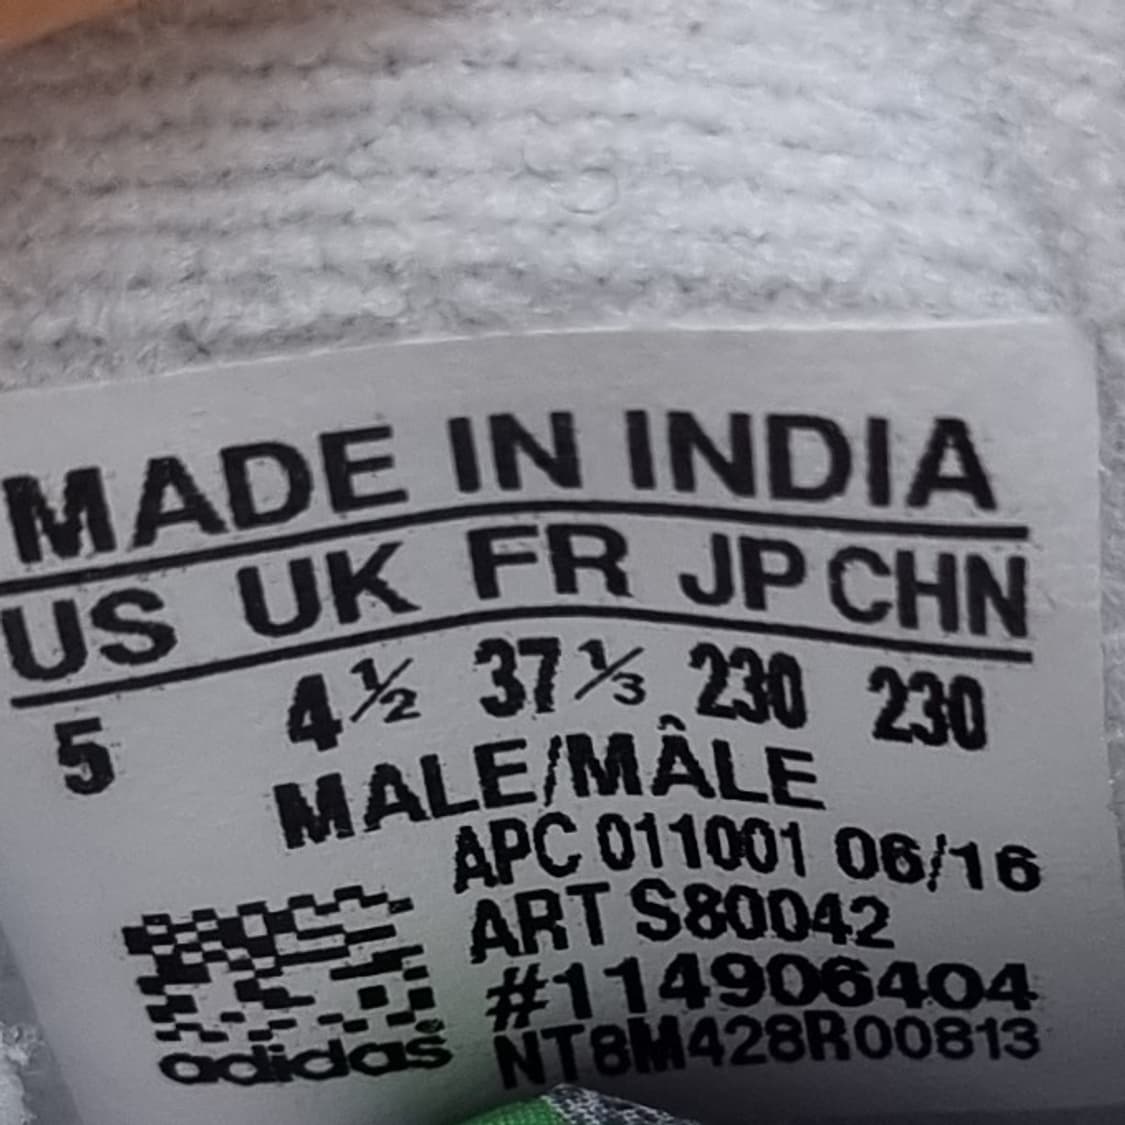 MADE IN INDIA
US UK FR JP CHN
5 4½ 37⅓ 230 230
MALE/MÂLE
APC 011001 06/16
ART S80042
#114906404
adidas NT8M428R00813